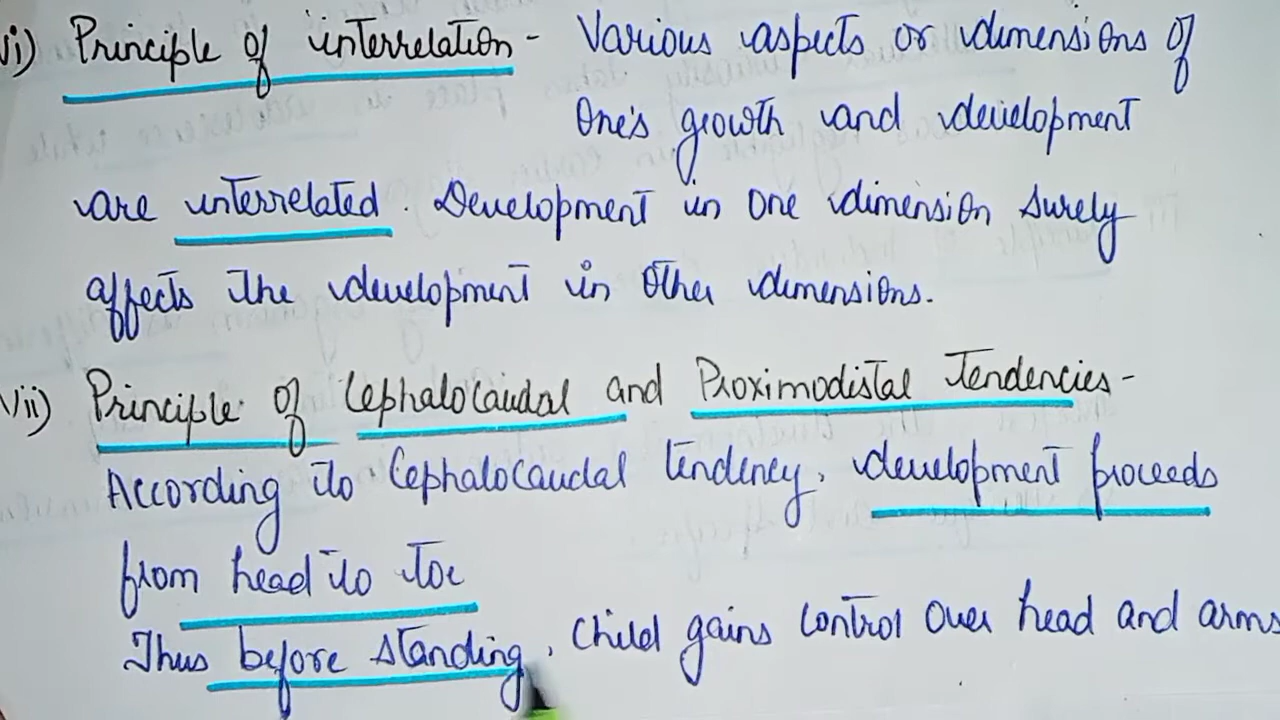 vi) Principle of interrelation - Various aspects or dimensions of
One's growth and development
are interrelated. Development in one dimension surely
affects the development in other dimensions.
vii) Principle of Cephalocaudal and Proximodistal Tendencies-
According to Cephalocaudal tendency, development proceeds
from head to toe
Thus before standing, child gains control over head and arms